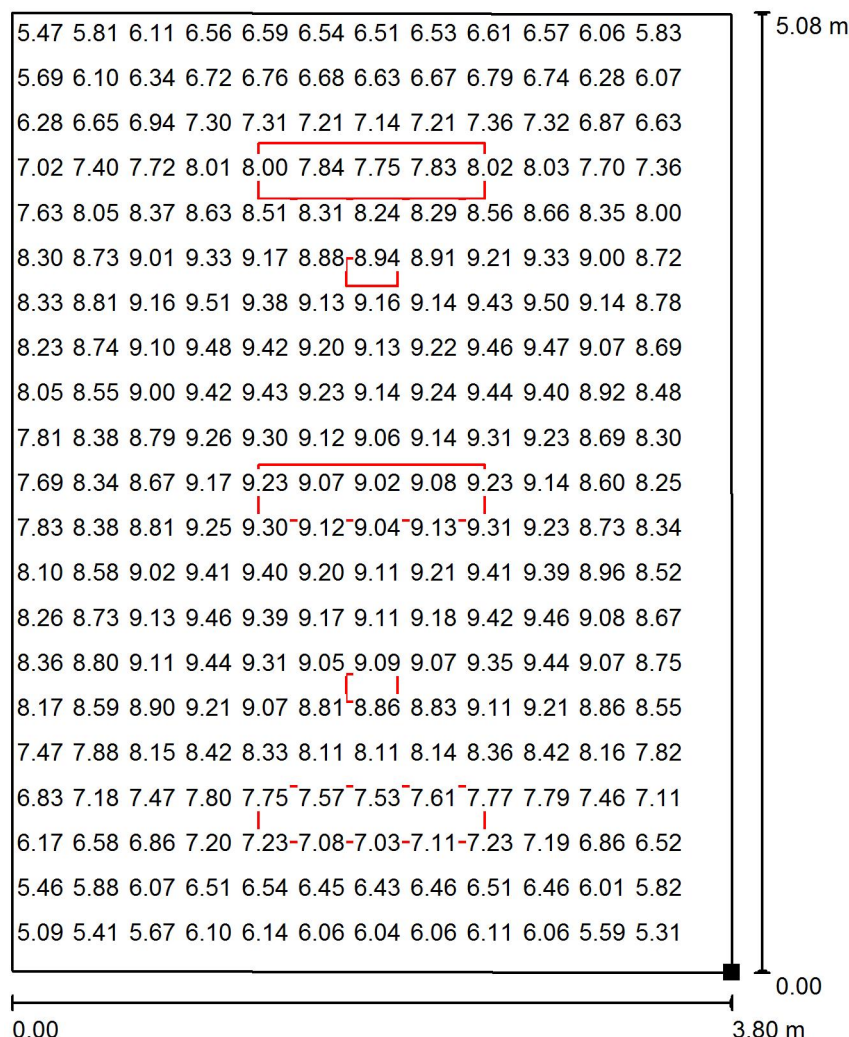 5.47 5.81 6.11 6.56 6.59 6.54 6.51 6.53 6.61 6.57 6.06 5.83
5.08 m
5.69 6.10 6.34 6.72 6.76 6.68 6.63 6.67 6.79 6.74 6.28 6.07
6.28 6.65 6.94 7.30 7.31 7.21 7.14 7.21 7.36 7.32 6.87 6.63
7.02 7.40 7.72 8.01 8.00 7.84 7.75 7.83 8.02 8.03 7.70 7.36
7.63 8.05 8.37 8.63 8.51 8.31 8.24 8.29 8.56 8.66 8.35 8.00
8.30 8.73 9.01 9.33 9.17 8.88 8.94 8.91 9.21 9.33 9.00 8.72
8.33 8.81 9.16 9.51 9.38 9.13 9.16 9.14 9.43 9.50 9.14 8.78
8.23 8.74 9.10 9.48 9.42 9.20 9.13 9.22 9.46 9.47 9.07 8.69
8.05 8.55 9.00 9.42 9.43 9.23 9.14 9.24 9.44 9.40 8.92 8.48
7.81 8.38 8.79 9.26 9.30 9.12 9.06 9.14 9.31 9.23 8.69 8.30
7.69 8.34 8.67 9.17 9.23 9.07 9.02 9.08 9.23 9.14 8.60 8.25
7.83 8.38 8.81 9.25 9.30 9.12 9.04 9.13 9.31 9.23 8.73 8.34
8.10 8.58 9.02 9.41 9.40 9.20 9.11 9.21 9.41 9.39 8.96 8.52
8.26 8.73 9.13 9.46 9.39 9.17 9.11 9.18 9.42 9.46 9.08 8.67
8.36 8.80 9.11 9.44 9.31 9.05 9.09 9.07 9.35 9.44 9.07 8.75
8.17 8.59 8.90 9.21 9.07 8.81 8.86 8.83 9.11 9.21 8.86 8.55
7.47 7.88 8.15 8.42 8.33 8.11 8.11 8.14 8.36 8.42 8.16 7.82
6.83 7.18 7.47 7.80 7.75 7.57 7.53 7.61 7.77 7.79 7.46 7.11
6.17 6.58 6.86 7.20 7.23 7.08 7.03 7.11 7.23 7.19 6.86 6.52
5.46 5.88 6.07 6.51 6.54 6.45 6.43 6.46 6.51 6.46 6.01 5.82
5.09 5.41 5.67 6.10 6.14 6.06 6.04 6.06 6.11 6.06 5.59 5.31
0.00
0.00
3.80 m